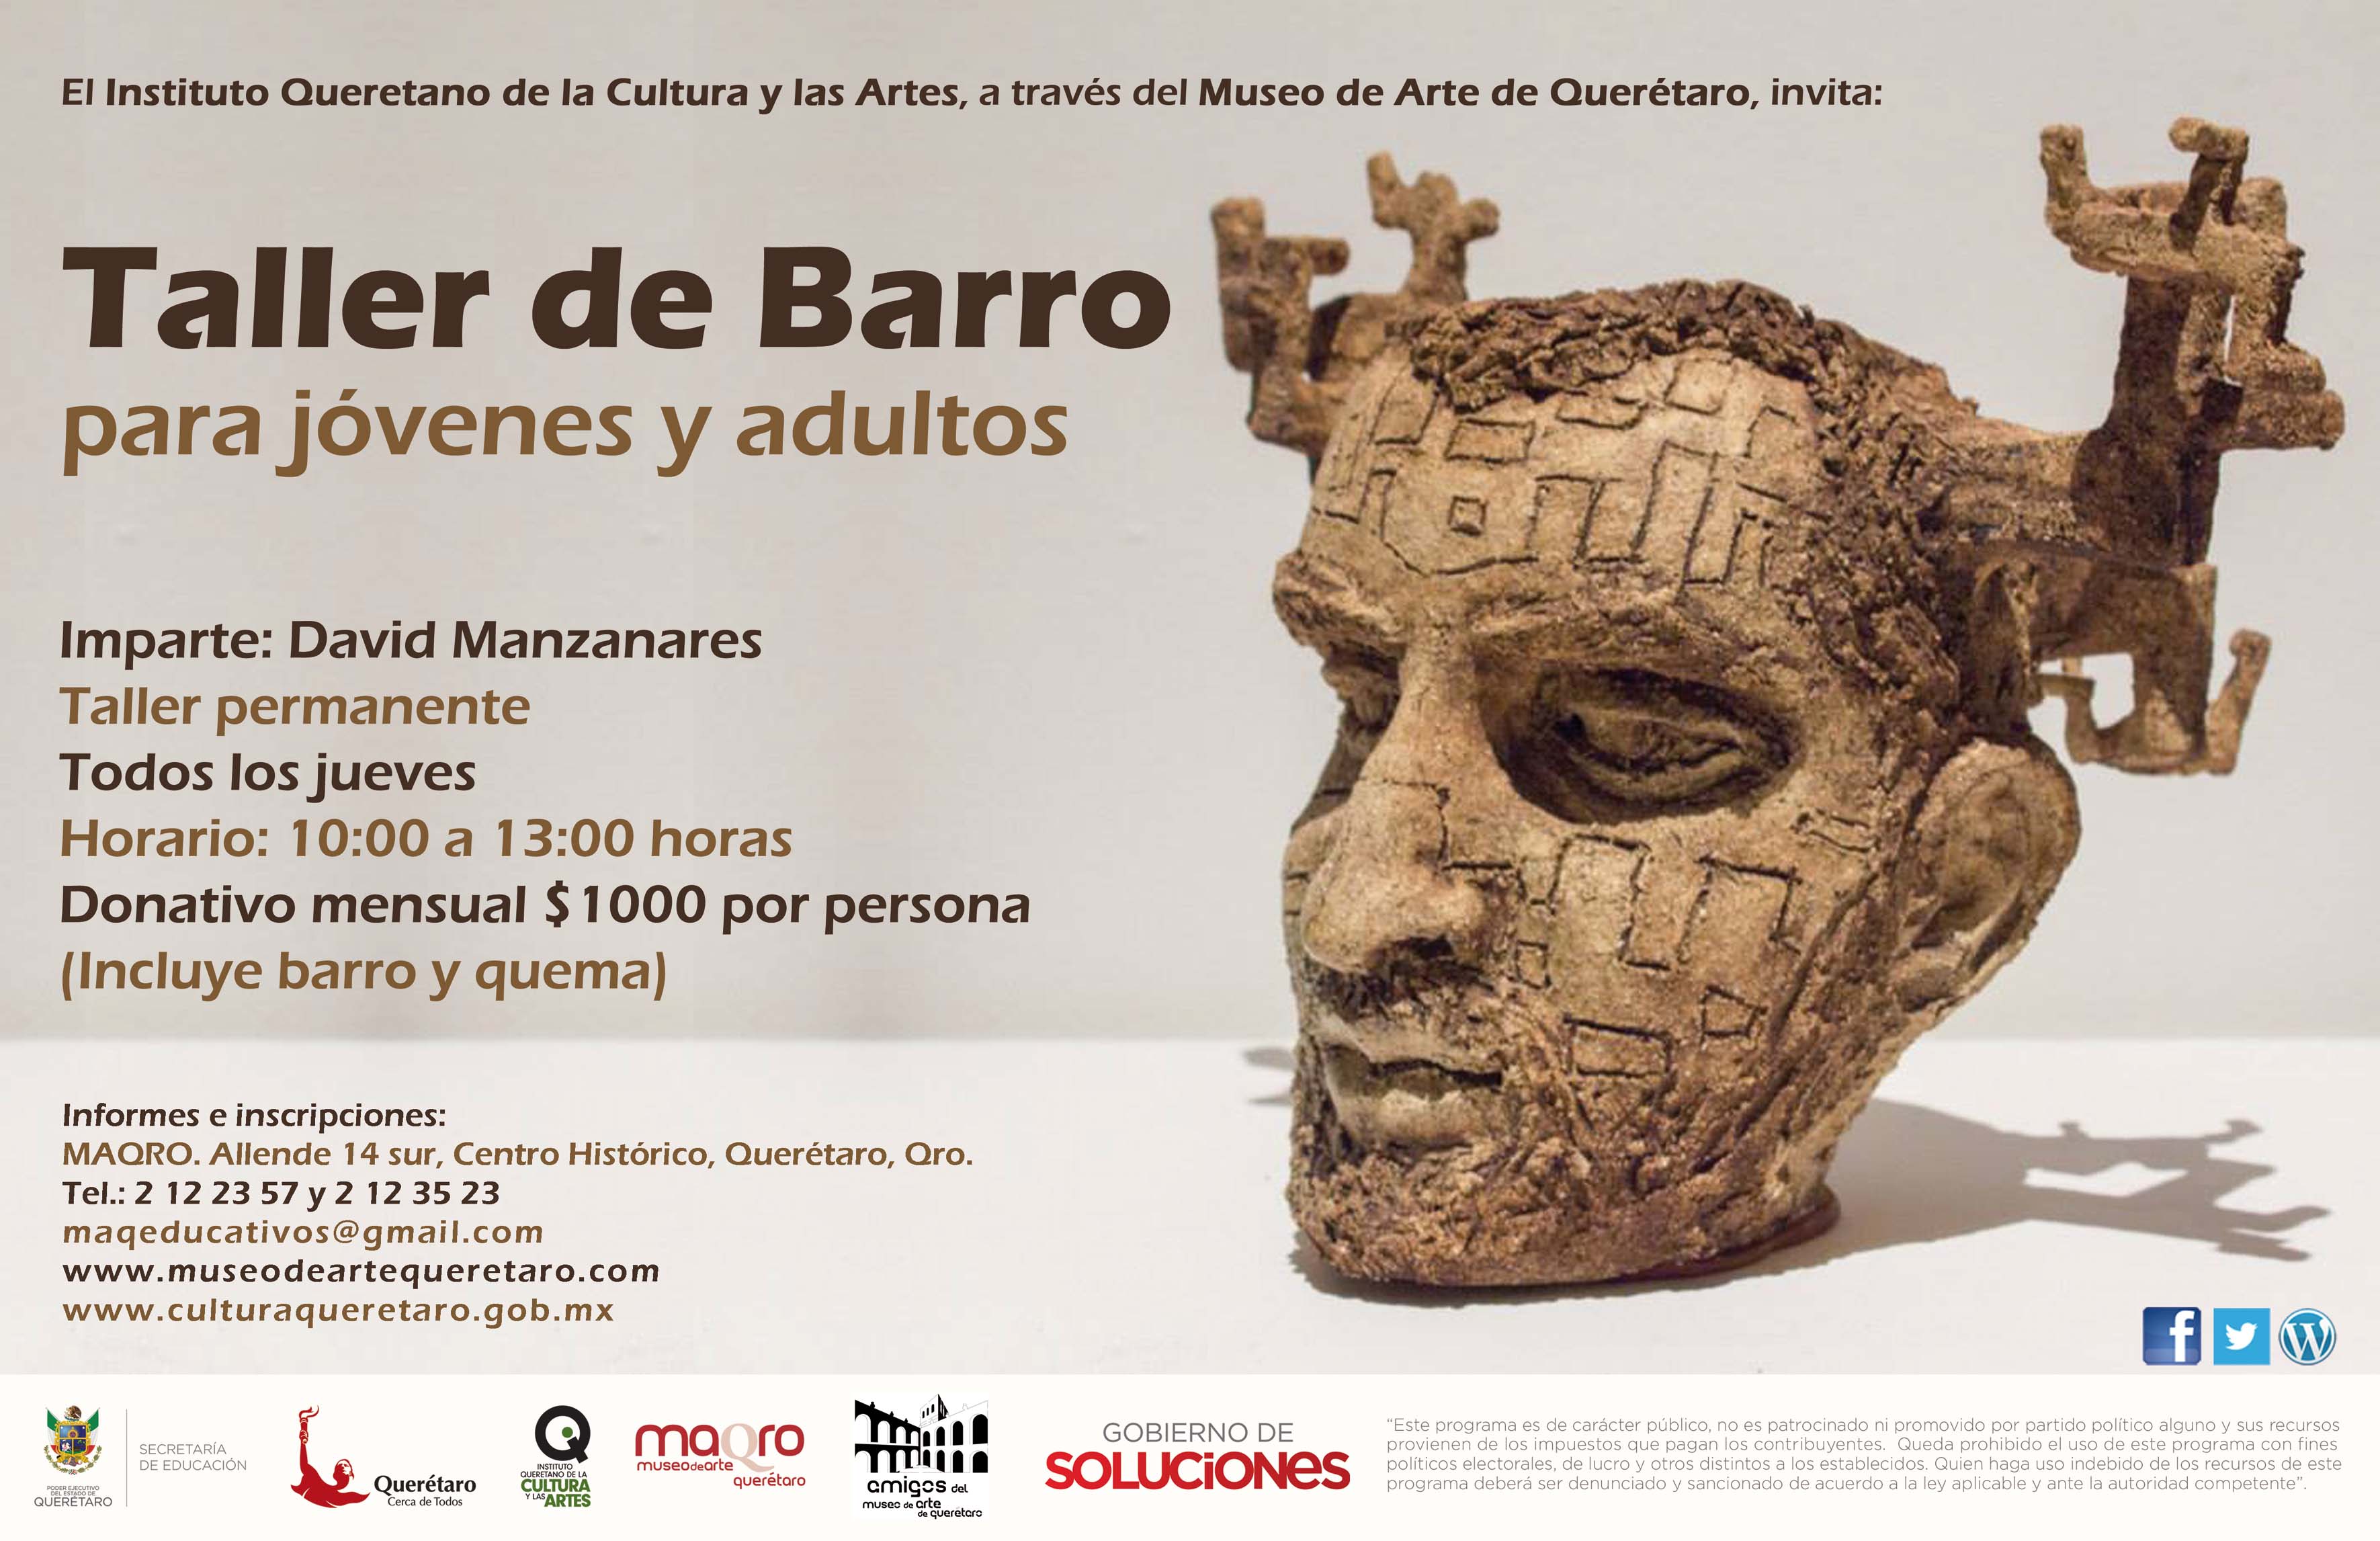 El Instituto Queretano de la Cultura y las Artes, a través del Museo de Arte de Querétaro, invita:
Taller de Barro
para jóvenes y adultos
Imparte: David Manzanares
Taller permanente
Todos los jueves
Horario: 10:00 a 13:00 horas
Donativo mensual $1000 por persona
(Incluye barro y quema)
Informes e inscripciones:
MAQRO. Allende 14 sur, Centro Histórico, Querétaro, Qro.
Tel.: 2 12 23 57 y 2 12 35 23
maqeducativos@gmail.com
www.museodeartequeretaro.com
www.culturaqueretaro.gob.mx
PODER EJECUTIVO
DEL ESTADO DE
QUERÉTARO
SECRETARÍA
DE EDUCACIÓN
Querétaro
Cerca de Todos
INSTITUTO
QUERETANO DE LA
CULTURA
Y LAS ARTES
maQro
museodearte
querétaro
amigos del
museo de arte
de querétaro
GOBIERNO DE
SOLUCiONeS
“Este programa es de carácter público, no es patrocinado ni promovido por partido político alguno y sus recursos
provienen de los impuestos que pagan los contribuyentes. Queda prohibido el uso de este programa con fines
políticos electorales, de lucro y otros distintos a los establecidos. Quien haga uso indebido de los recursos de este
programa deberá ser denunciado y sancionado de acuerdo a la ley aplicable y ante la autoridad competente”.